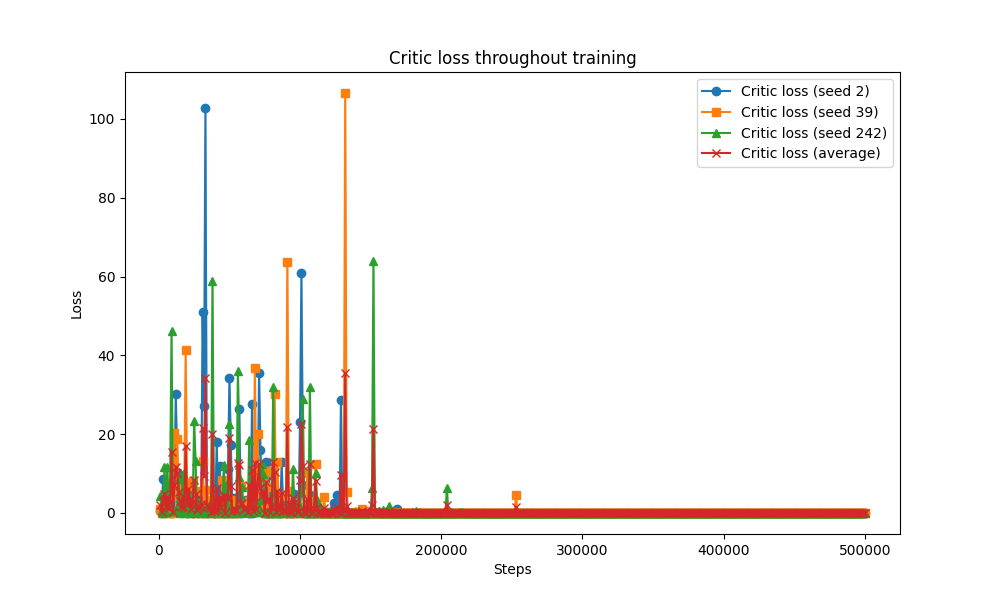 Critic loss throughout training
Critic loss (seed 2)
Critic loss (seed 39)
Critic loss (seed 242)
Critic loss (average)
100
80
60
40
20
0
Loss
0 100000 200000 300000 400000 500000
Steps